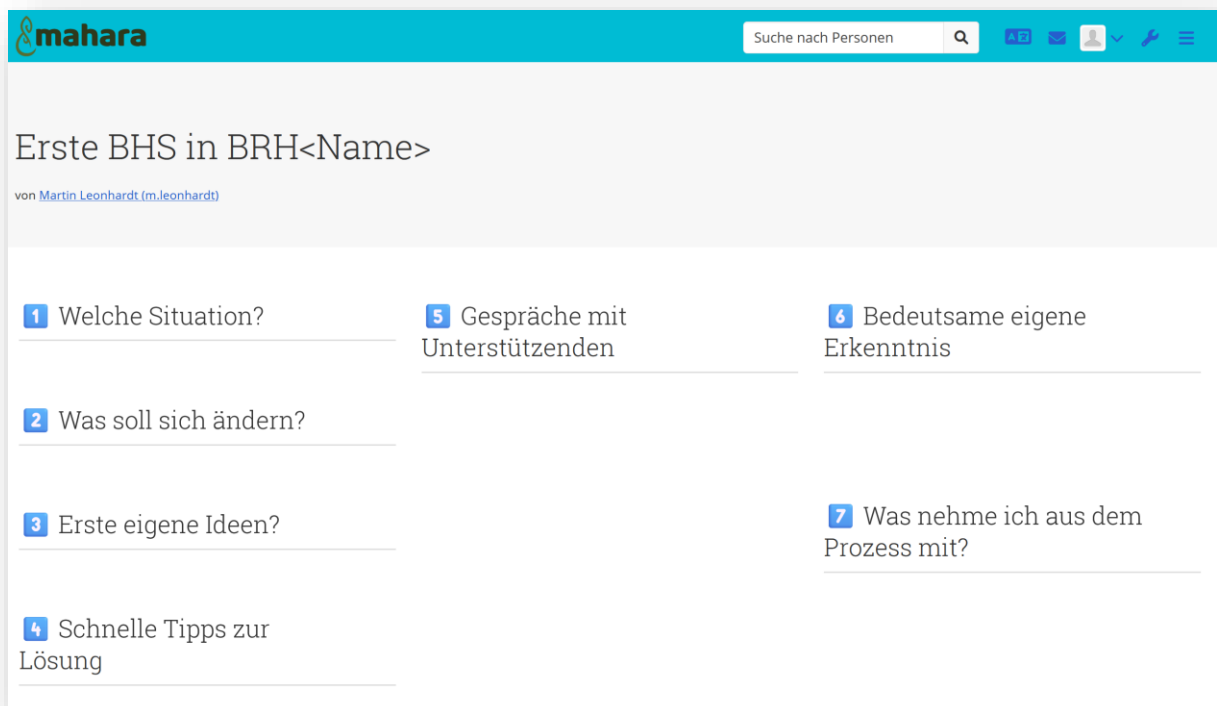 mahara
Suche nach Personen
Erste BHS in BRH<Name>
von Martin Leonhardt (m.leonhardt)
1 Welche Situation?
2 Was soll sich ändern?
3 Erste eigene Ideen?
4 Schnelle Tipps zur
Lösung
5 Gespräche mit
Unterstützenden
6 Bedeutsame eigene
Erkenntnis
7 Was nehme ich aus dem
Prozess mit?